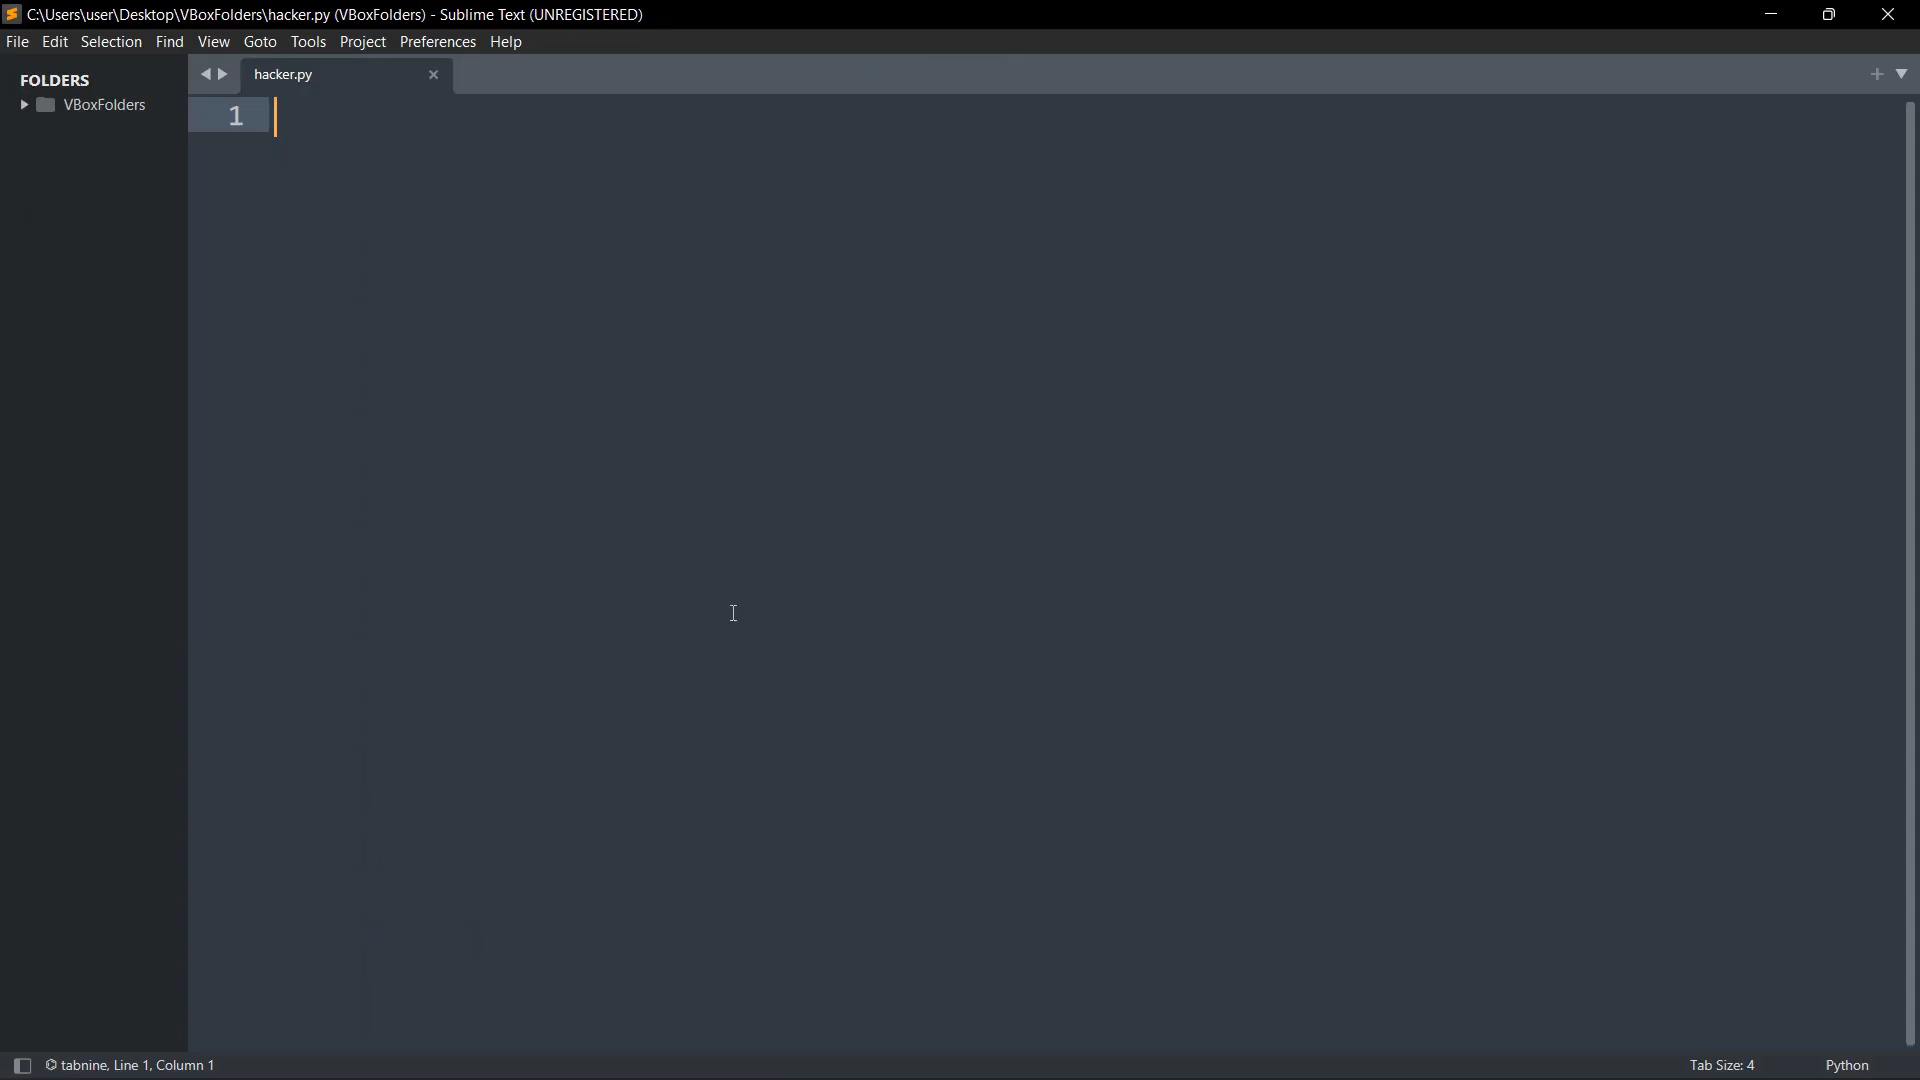 C:\Users\user\Desktop\VBoxFolders\hacker.py (VBoxFolders) - Sublime Text (UNREGISTERED)
File Edit Selection Find View Goto Tools Project Preferences Help
FOLDERS
VBoxFolders
hacker.py
1
tabnine, Line 1, Column 1
Tab Size: 4
Python